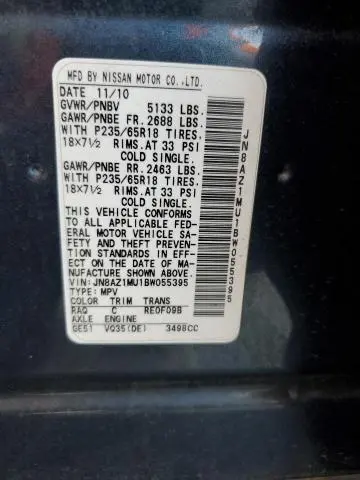 MFD BY NISSAN MOTOR CO.,LTD.
DATE 11/10
GVWR/PNBV 5133 LBS.
GAWR/PNBE FR. 2688 LBS.
WITH P235/65R18 TIRES.
18X7½ RIMS. AT 33 PSI
COLD SINGLE.
GAWR/PNBE RR. 2463 LBS.
WITH P235/65R18 TIRES.
18X7½ RIMS. AT 33 PSI
COLD SINGLE.
THIS VEHICLE CONFORMS
TO ALL APPLICABLE FED-
ERAL MOTOR VEHICLE SA-
FETY AND THEFT PREVENTION
STANDARDS IN EFF-
ECT ON THE DATE OF MA-
NUFACTURE SHOWN ABOVE.
VIN: JN8AZ1MU1BW055395
TYPE: MPV
COLOR TRIM TRANS
RAQ C RE0F09B
AXLE ENGINE
GE51 VQ35(DE) 3498CC
JN8AZ1MU1BW055395